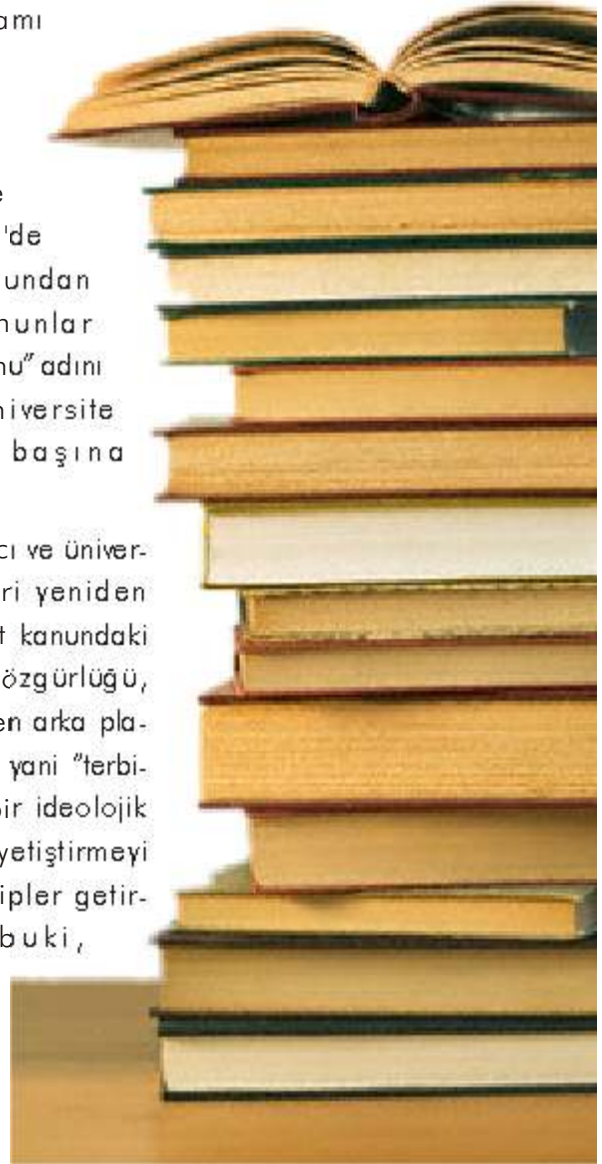 amı
e
'de
undan
nunlar
nu" adını
niversite
başına
cı ve üniver-
ri yeniden
t kanundaki
özgürlüğü,
en arka pla-
yani "terbi-
bir ideolojik
yetiştirmeyi
ipler getir-
buki,